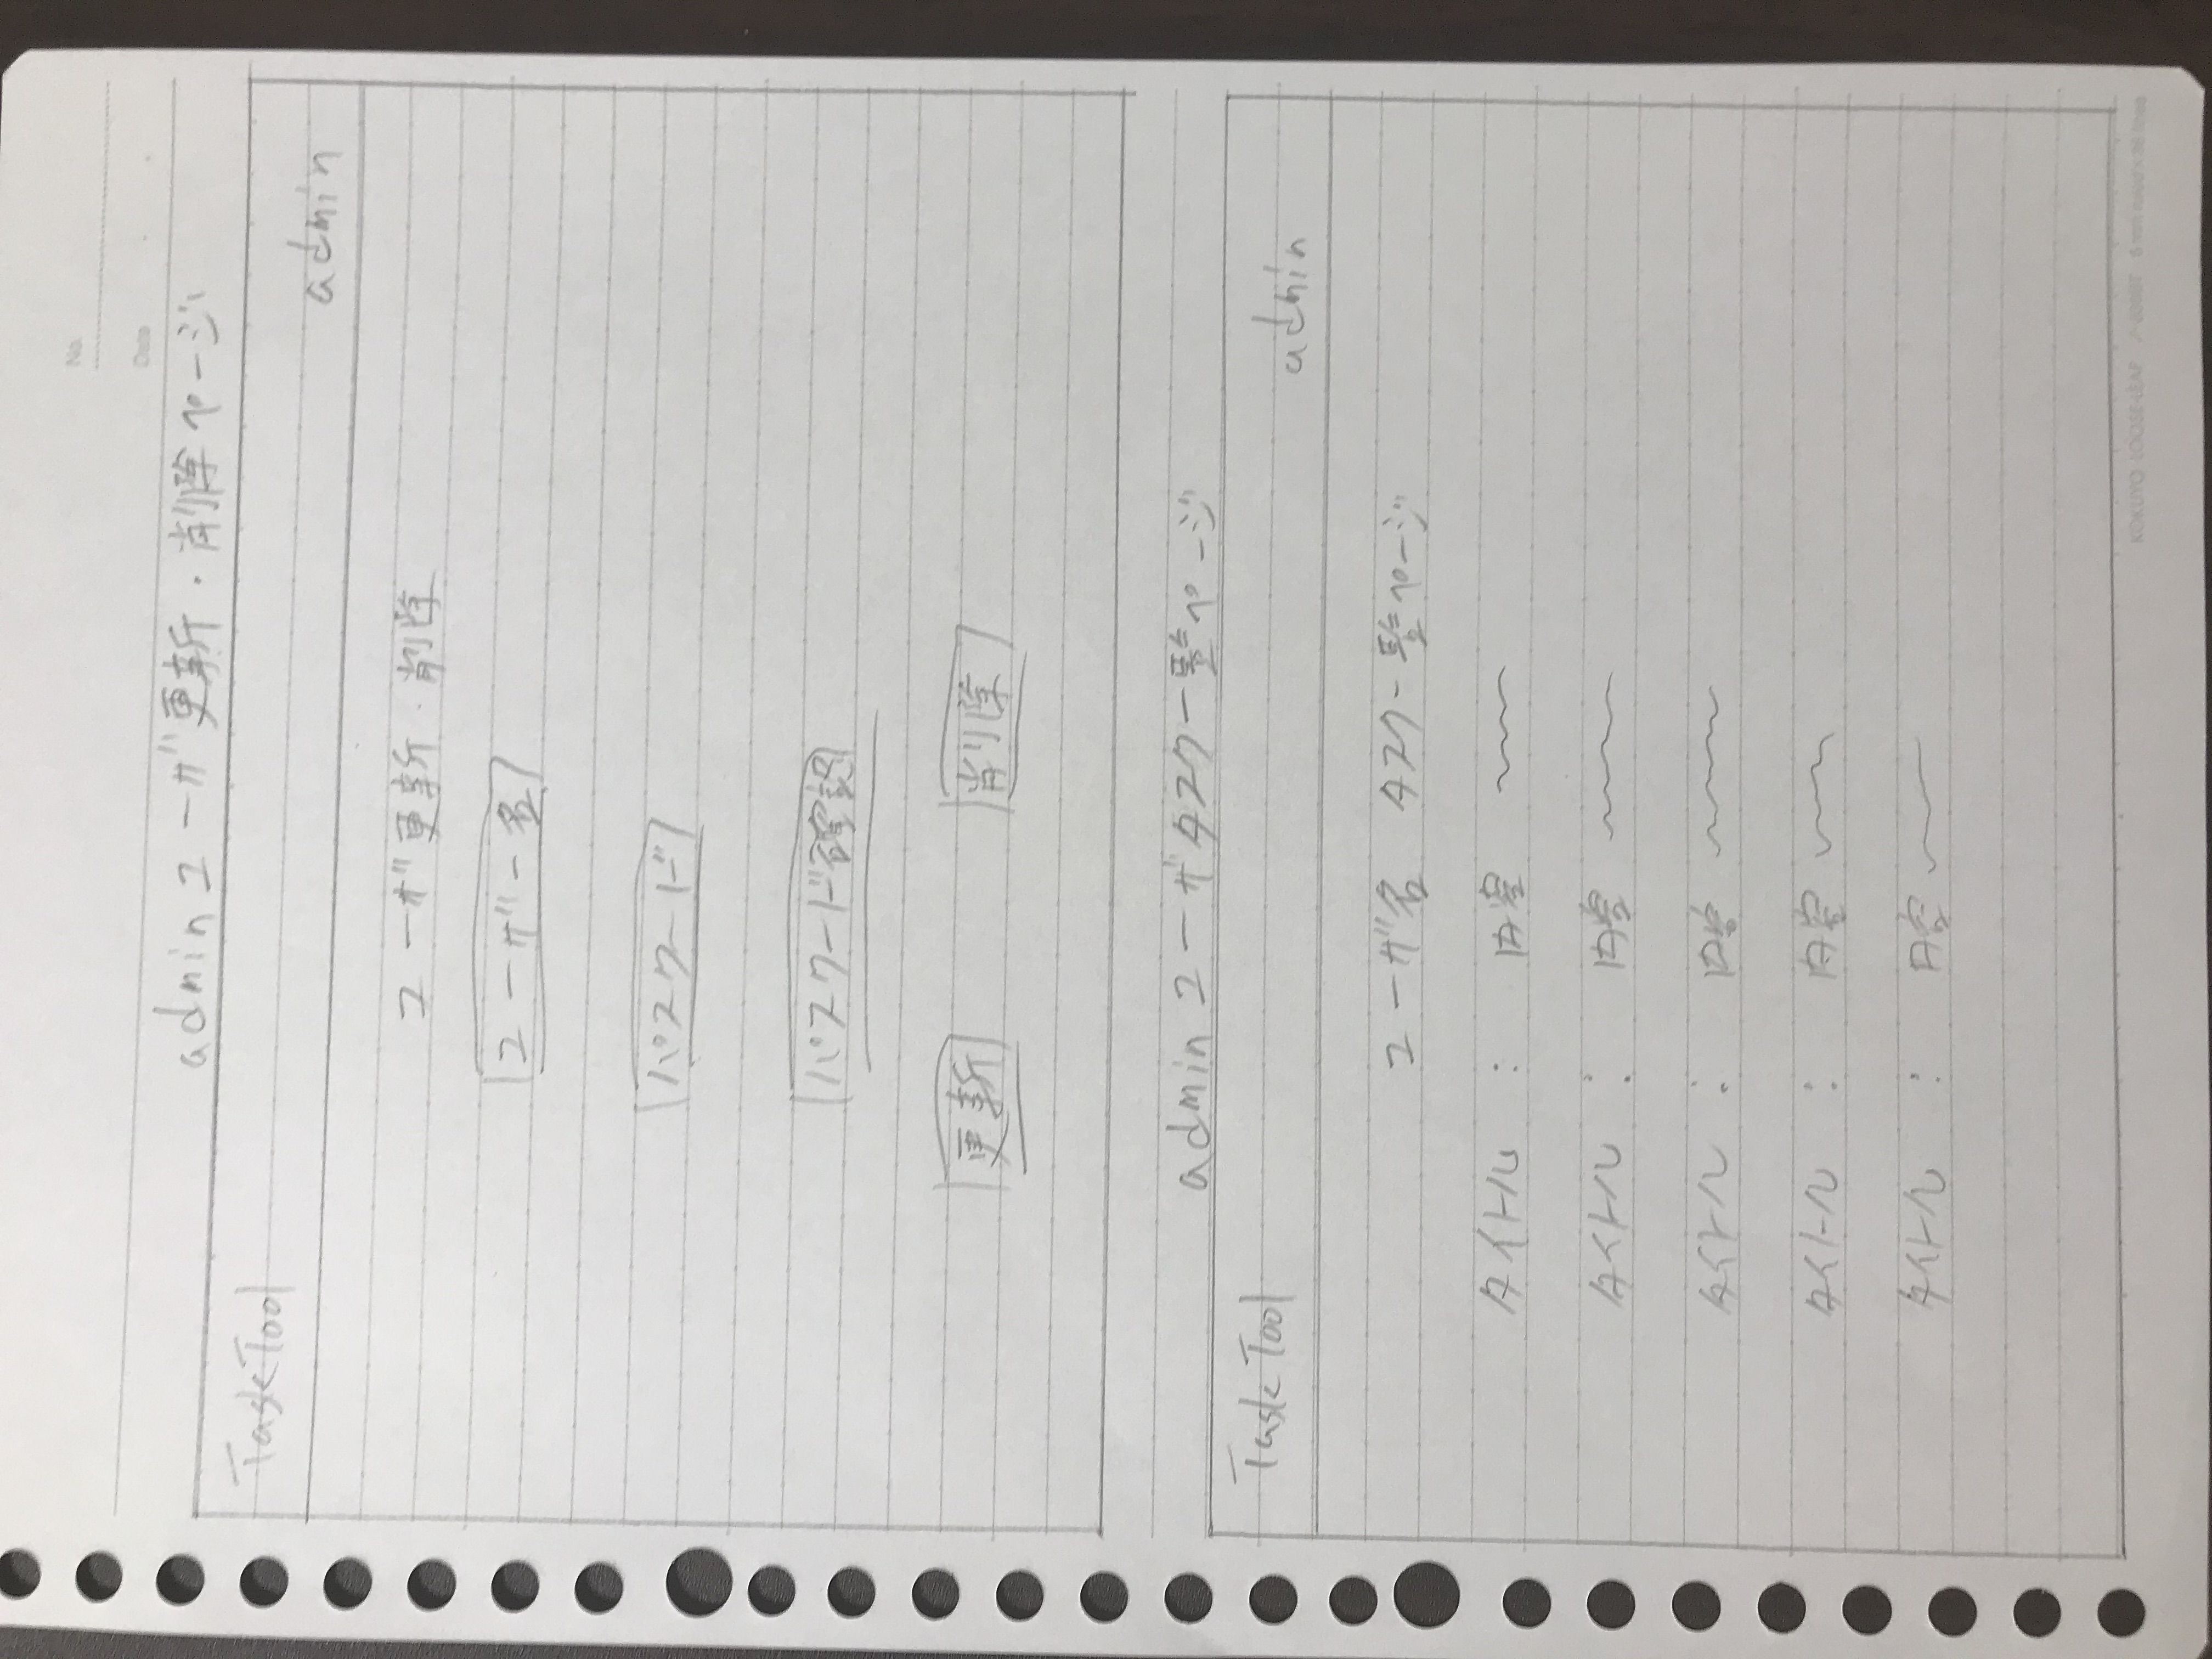 No.
Date
adminユーザ更新・削除ページ
TaskTool
admin
ユーザ更新・削除
ユーザー名
パスワード
パスワード確認
更新 削除
adminユーザタスク一覧ページ
TaskTool
admin
ユーザ名 タスク一覧ページ
タイトル : 内容
タイトル : 内容
タイトル : 内容
タイトル : 内容
タイトル : 内容
KOKUYO LOOSE-LEAF 6 mm ruled×36 lines